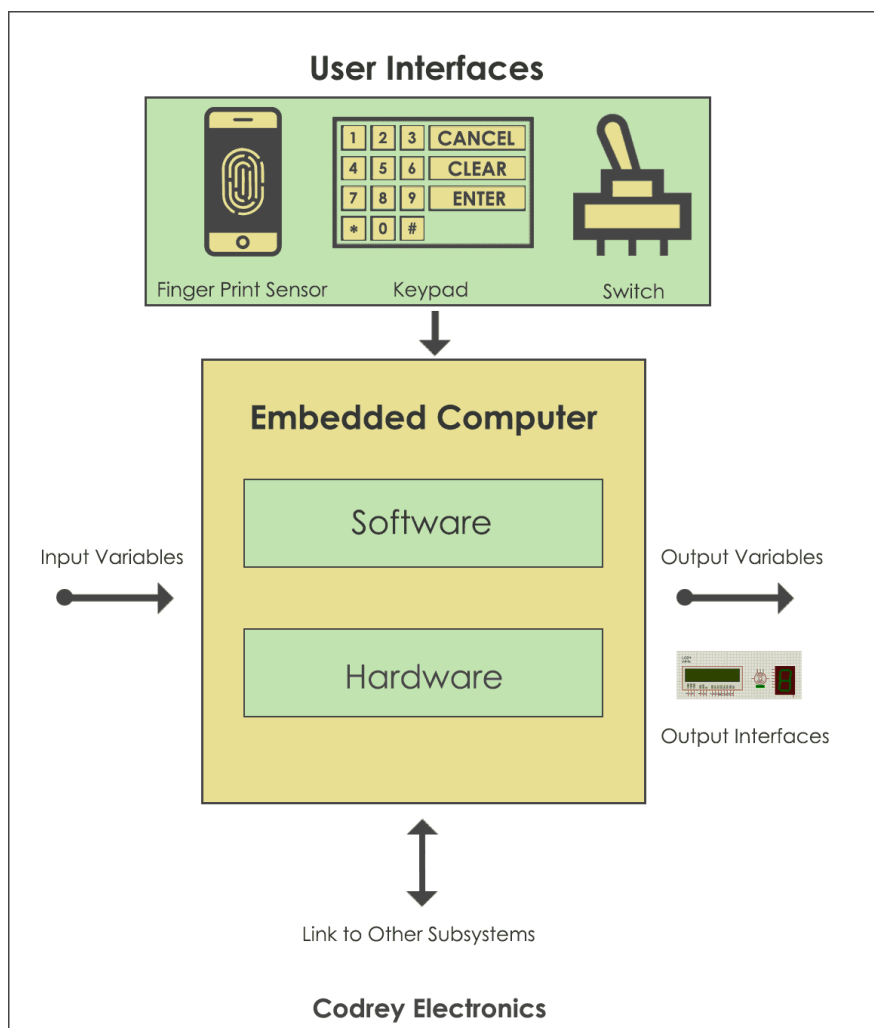 User Interfaces
1 2 3 CANCEL
4 5 6 CLEAR
7 8 9 ENTER
* 0 #
Finger Print Sensor Keypad Switch
Embedded Computer
Software
Input Variables Output Variables
Hardware
Output Interfaces
Link to Other Subsystems
Codrey Electronics